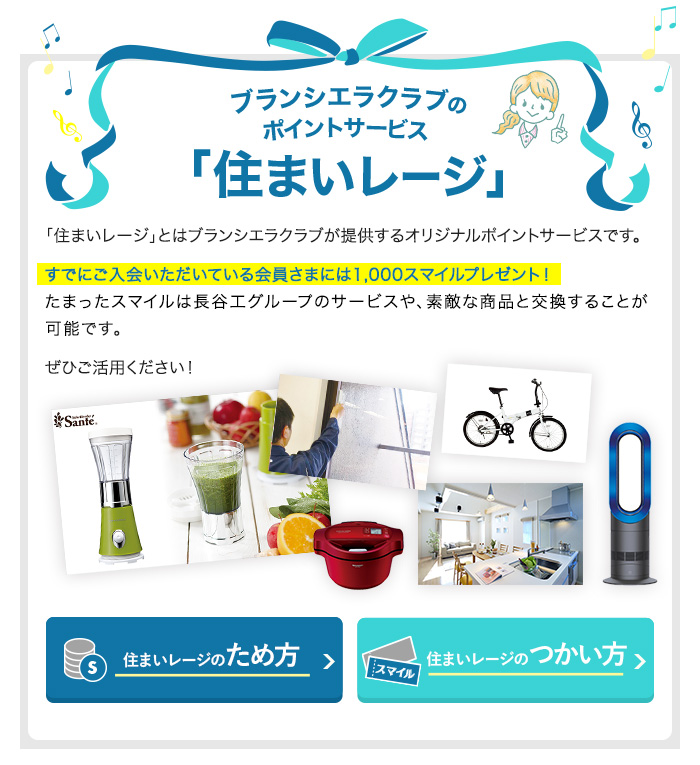 ブランシエラクラブの
ポイントサービス
「住まいレージ」
「住まいレージ」とはブランシエラクラブが提供するオリジナルポイントサービスです。
すでにご入会いただいている会員さまには1,000スマイルプレゼント！
たまったスマイルは長谷工グループのサービスや、素敵な商品と交換することが
可能です。
ぜひご活用ください！
Santé
S
住まいレージのため方
スマイル
住まいレージのつかい方